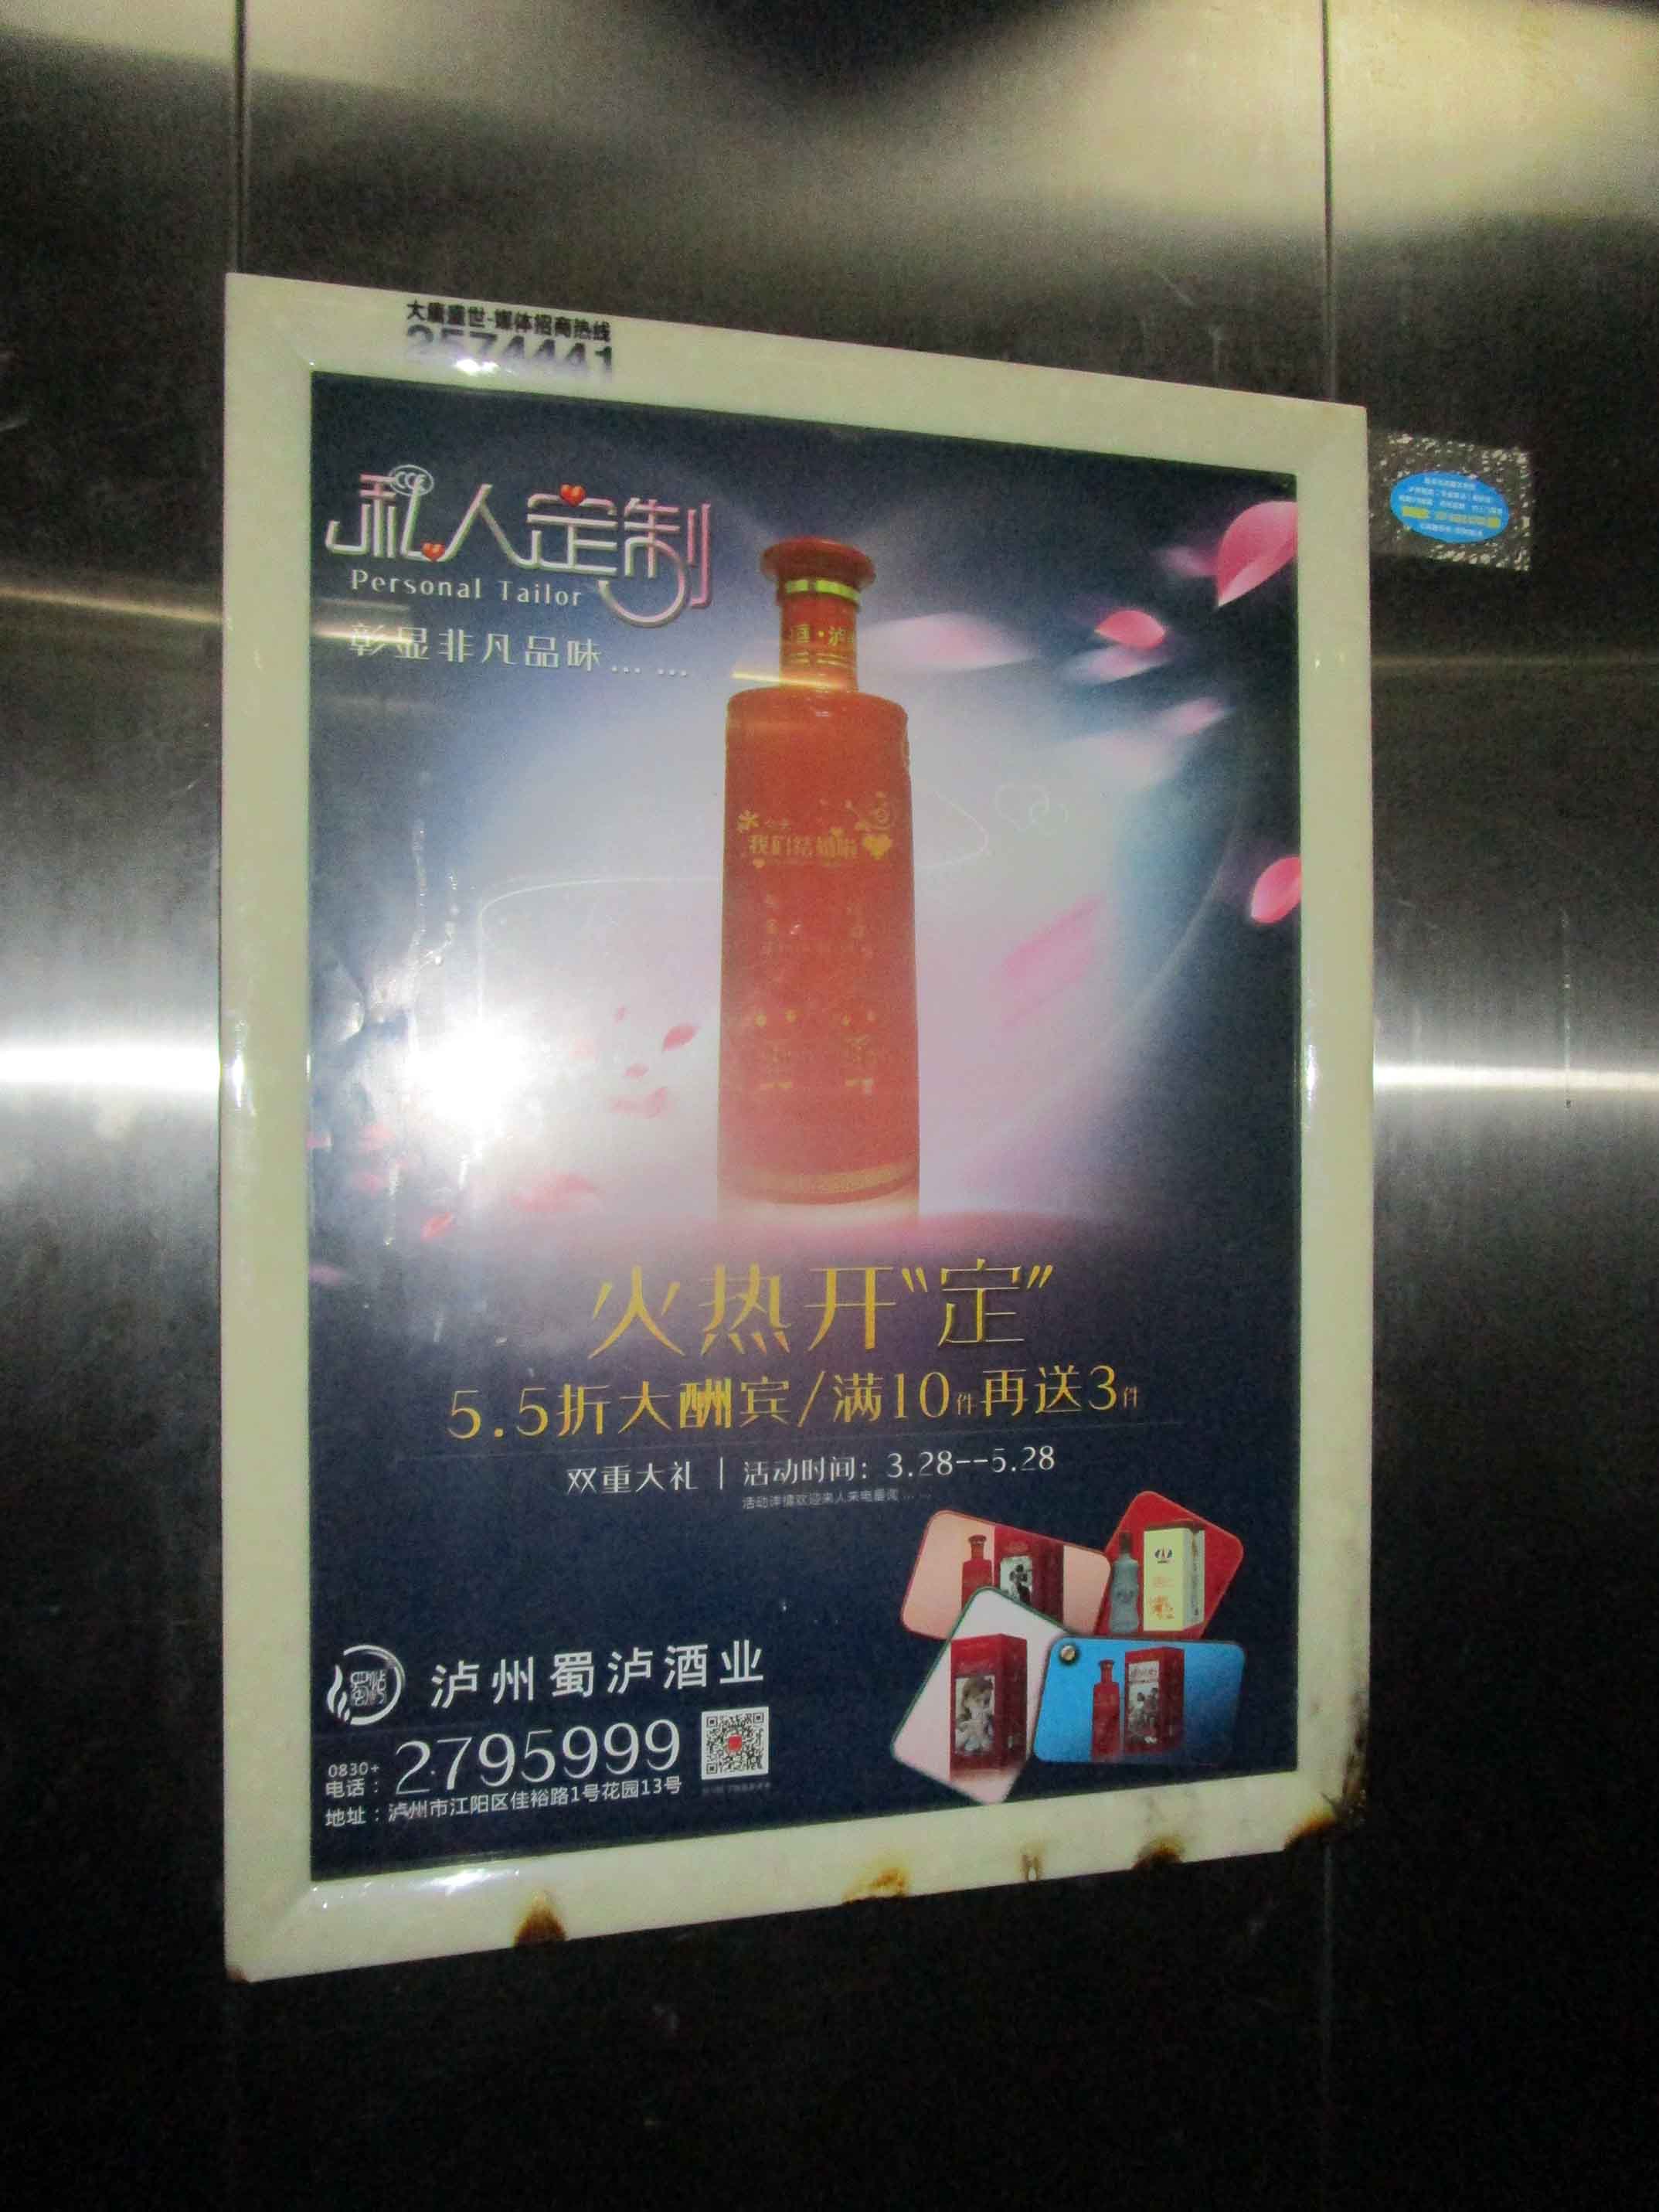 大唐盛世-媒体招商热线
2574441
私人定制
Personal Tailor
彰显非凡品味... ...
我们结婚啦
火热开“定”
5.5折大酬宾/满10件再送3件
双重大礼 | 活动时间：3.28--5.28
泸州蜀泸酒业
0830+
电话：2795999
地址：泸州市江阳区佳裕路1号花园13号